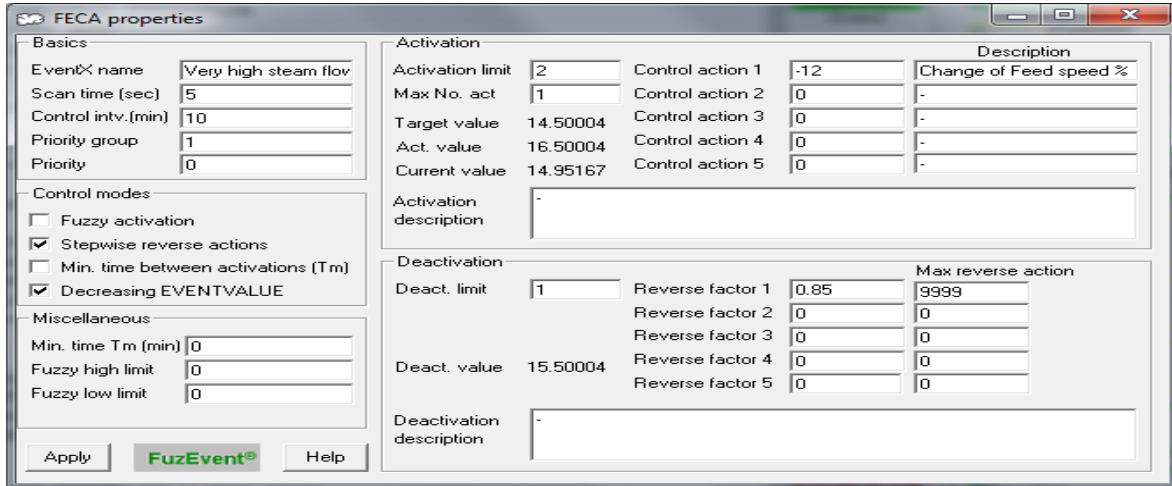 FECA properties
Basics
EventX name Very high steam flow
Scan time (sec) 5
Control intv.(min) 10
Priority group 1
Priority 0
Control modes
Fuzzy activation
Stepwise reverse actions
Min. time between activations (Tm)
Decreasing EVENTVALUE
Miscellaneous
Min. time Tm (min) 0
Fuzzy high limit 0
Fuzzy low limit 0
Apply FuzEvent® Help
Activation
Description
Activation limit 2 Control action 1 -12 Change of Feed speed %
Max No. act 1 Control action 2 0 -
Target value 14.50004 Control action 3 0 -
Act. value 16.50004 Control action 4 0 -
Current value 14.95167 Control action 5 0 -
Activation description -
Deactivation
Max reverse action
Deact. limit 1 Reverse factor 1 0.85 9999
Reverse factor 2 0 0
Reverse factor 3 0 0
Deact. value 15.50004 Reverse factor 4 0 0
Reverse factor 5 0 0
Deactivation description -